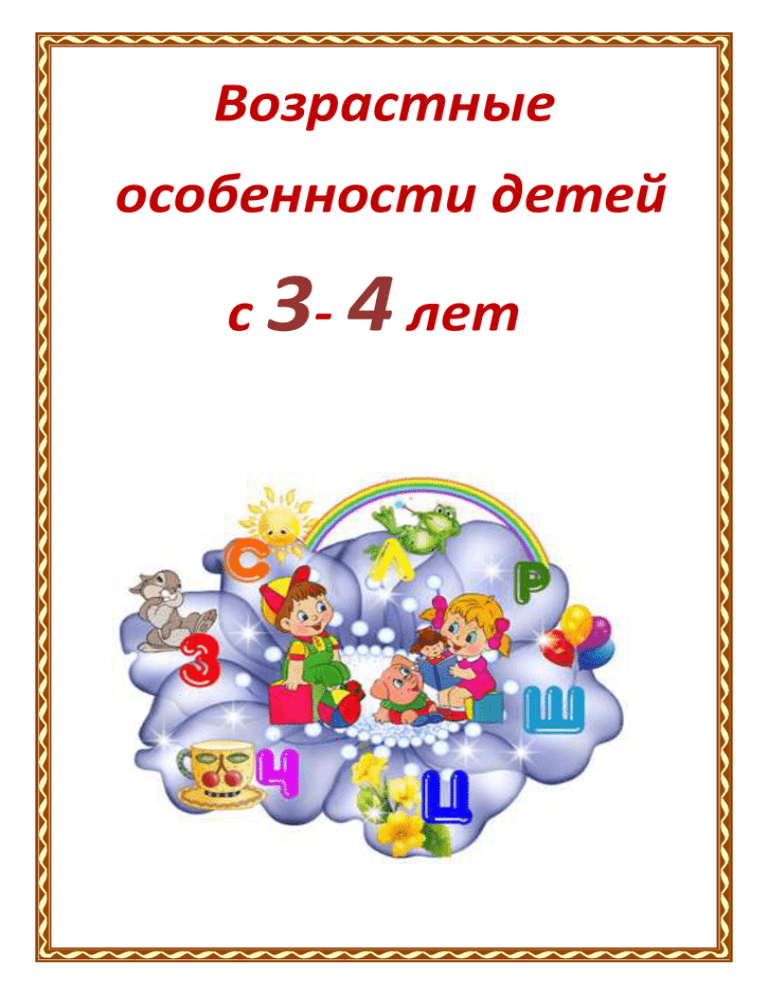 Возрастные
особенности детей
с 3- 4 лет
С Л Р
З
Ш
Ч
Ц